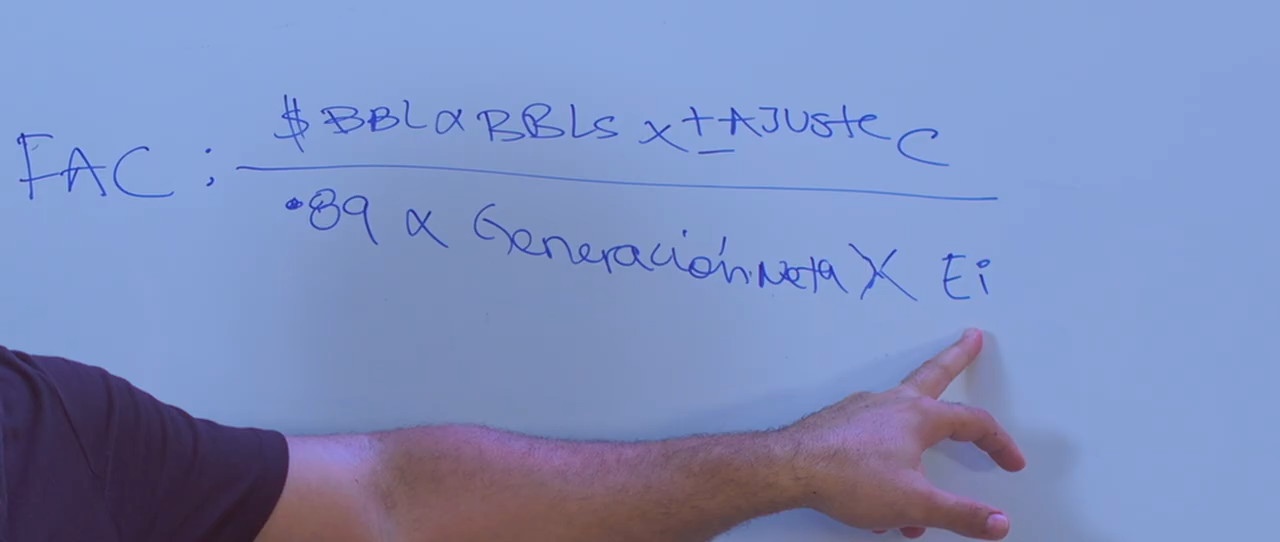 $ BBL x BBLs x ± AJUSTE C
FAC :
.89 x Generación Neta X Ei